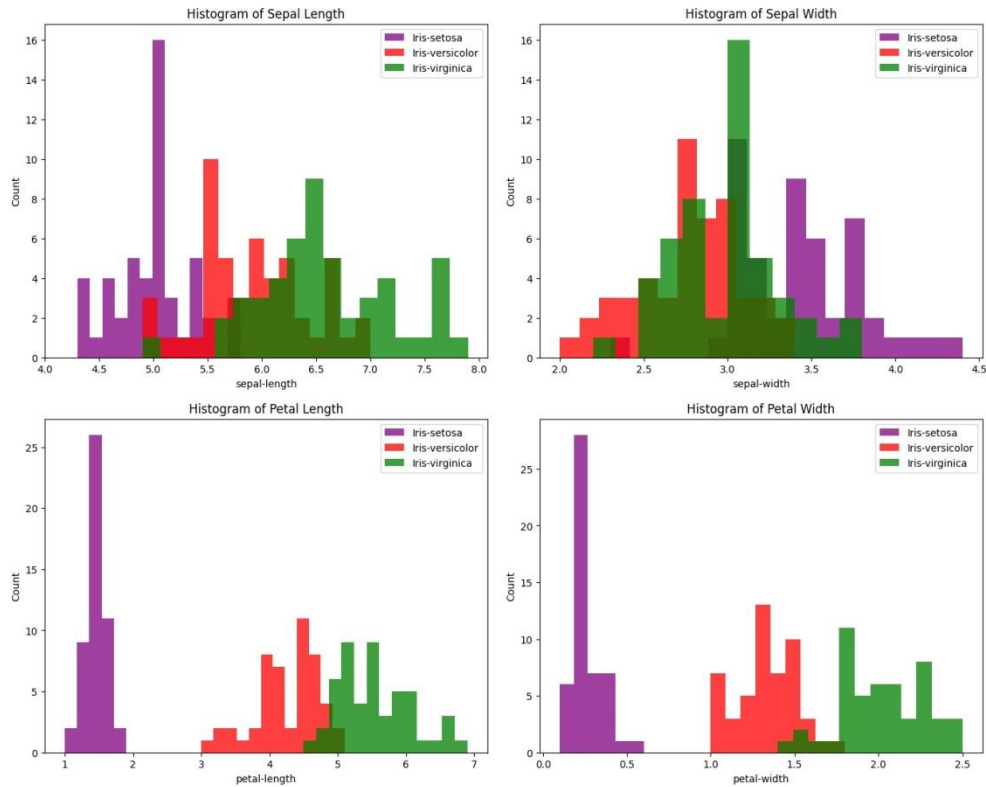 Histogram of Sepal Length
Iris-setosa
Iris-versicolor
Iris-virginica
Count
16
14
12
10
8
6
4
2
0
4.0 4.5 5.0 5.5 6.0 6.5 7.0 7.5 8.0
sepal-length
Histogram of Sepal Width
Iris-setosa
Iris-versicolor
Iris-virginica
Count
16
14
12
10
8
6
4
2
0
2.0 2.5 3.0 3.5 4.0 4.5
sepal-width
Histogram of Petal Length
Iris-setosa
Iris-versicolor
Iris-virginica
Count
25
20
15
10
5
0
1 2 3 4 5 6 7
petal-length
Histogram of Petal Width
Iris-setosa
Iris-versicolor
Iris-virginica
Count
25
20
15
10
5
0
0.0 0.5 1.0 1.5 2.0 2.5
petal-width